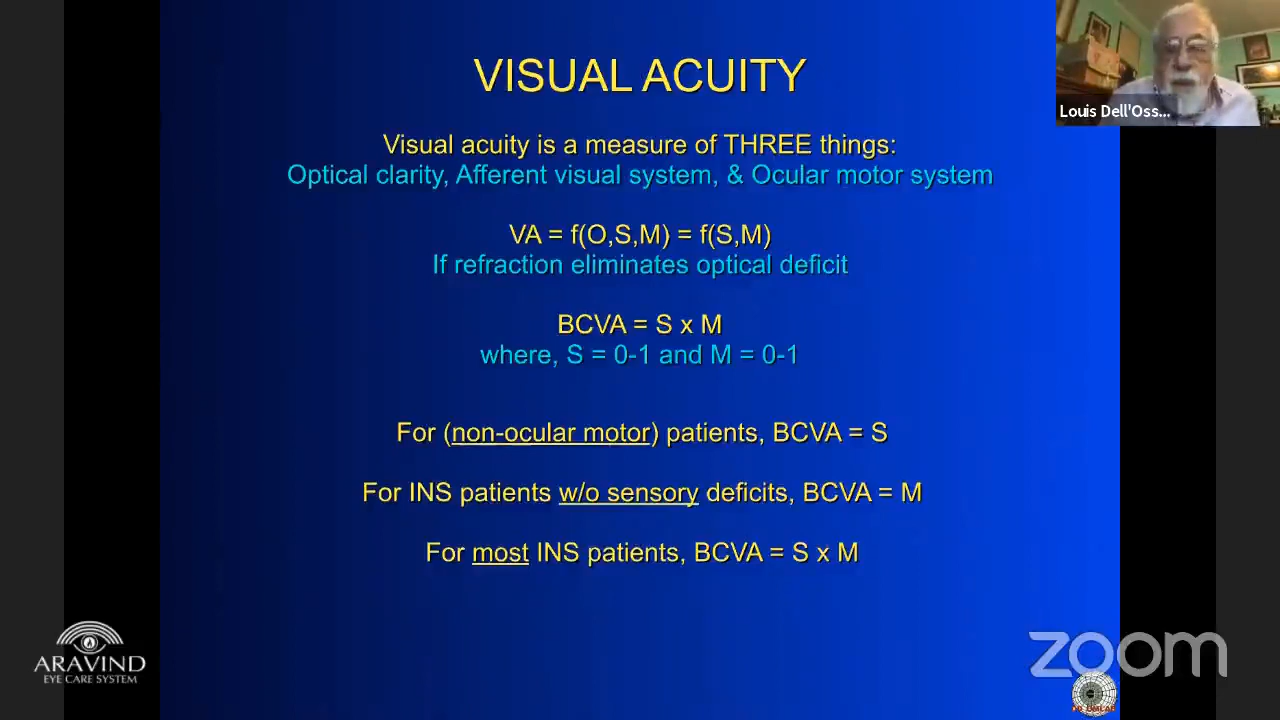 VISUAL ACUITY
Louis Dell'Oss...
Visual acuity is a measure of THREE things:
Optical clarity, Afferent visual system, & Ocular motor system
VA = f(O,S,M) = f(S,M)
If refraction eliminates optical deficit
BCVA = S x M
where, S = 0-1 and M = 0-1
For (non-ocular motor) patients, BCVA = S
For INS patients w/o sensory deficits, BCVA = M
For most INS patients, BCVA = S x M
ARAVIND
EYE CARE SYSTEM
zoom